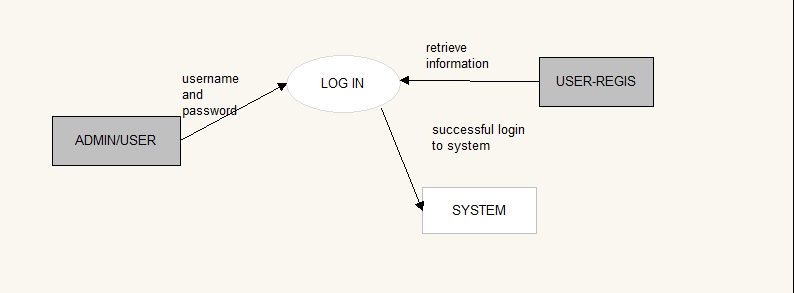 retrieve
information
username
and
password
LOG IN
USER-REGIS
ADMIN/USER
successful login
to system
SYSTEM